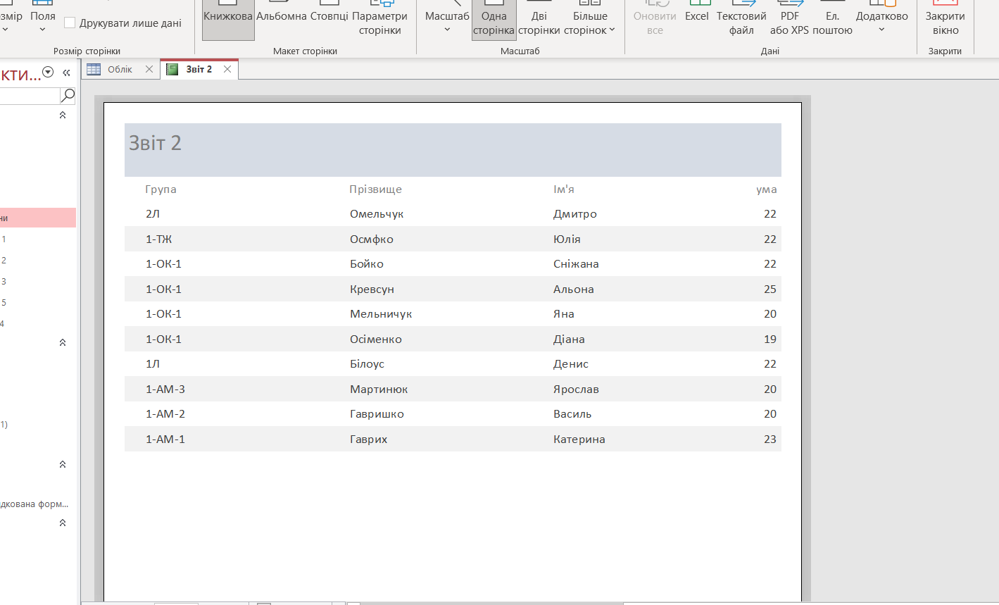 Книжкова Альбомна Стовпці Параметри сторінки
Масштаб Одна сторінка Дві сторінки Більше сторінок
Оновити все Excel Текстовий файл PDF або XPS Ел. поштою Додатково
Закрити вікно
Поля Друкувати лише дані
Розмір сторінки Макет сторінки Масштаб Дані Закрити
Облік Звіт 2
1
2
3
5
4
1)
Звіт 2
Група Прізвище Ім'я ума
2Л Омельчук Дмитро 22
1-ТЖ Осмфко Юлія 22
1-ОК-1 Бойко Сніжана 22
1-ОК-1 Кревсун Альона 25
1-ОК-1 Мельничук Яна 20
1-ОК-1 Осіменко Діана 19
1Л Білоус Денис 22
1-АМ-3 Мартинюк Ярослав 20
1-АМ-2 Гавришко Василь 20
1-АМ-1 Гаврих Катерина 23